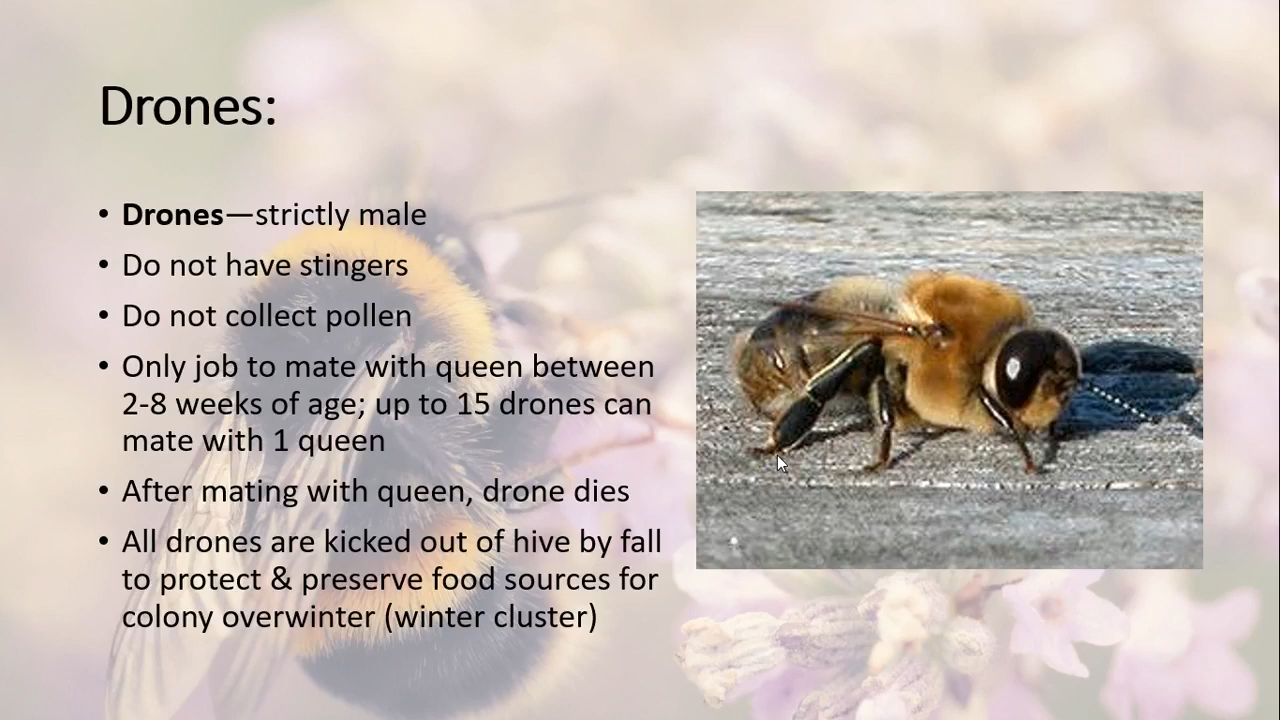 Drones:
• Drones—strictly male
• Do not have stingers
• Do not collect pollen
• Only job to mate with queen between
2-8 weeks of age; up to 15 drones can
mate with 1 queen
• After mating with queen, drone dies
• All drones are kicked out of hive by fall
to protect & preserve food sources for
colony overwinter (winter cluster)